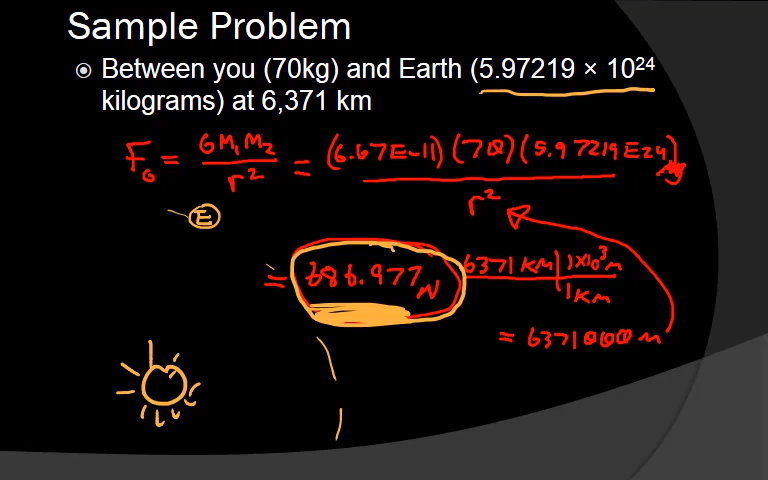 Sample Problem
Between you (70kg) and Earth (5.97219 × 10²⁴
kilograms) at 6,371 km
F_G = GM₁M₂ / r² = (6.67E-11)(70)(5.97219E24) / r²
E
= 686.977 N
6371 KM | 1×10³ m / 1 KM
= 6371000 m